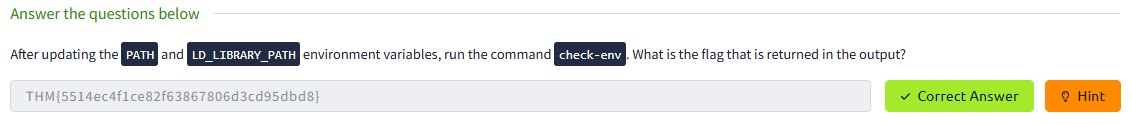 Answer the questions below
After updating the PATH and LD_LIBRARY_PATH environment variables, run the command check-env. What is the flag that is returned in the output?
THM{5514ec4f1ce82f63867806d3cd95dbd8}
Correct Answer
Hint